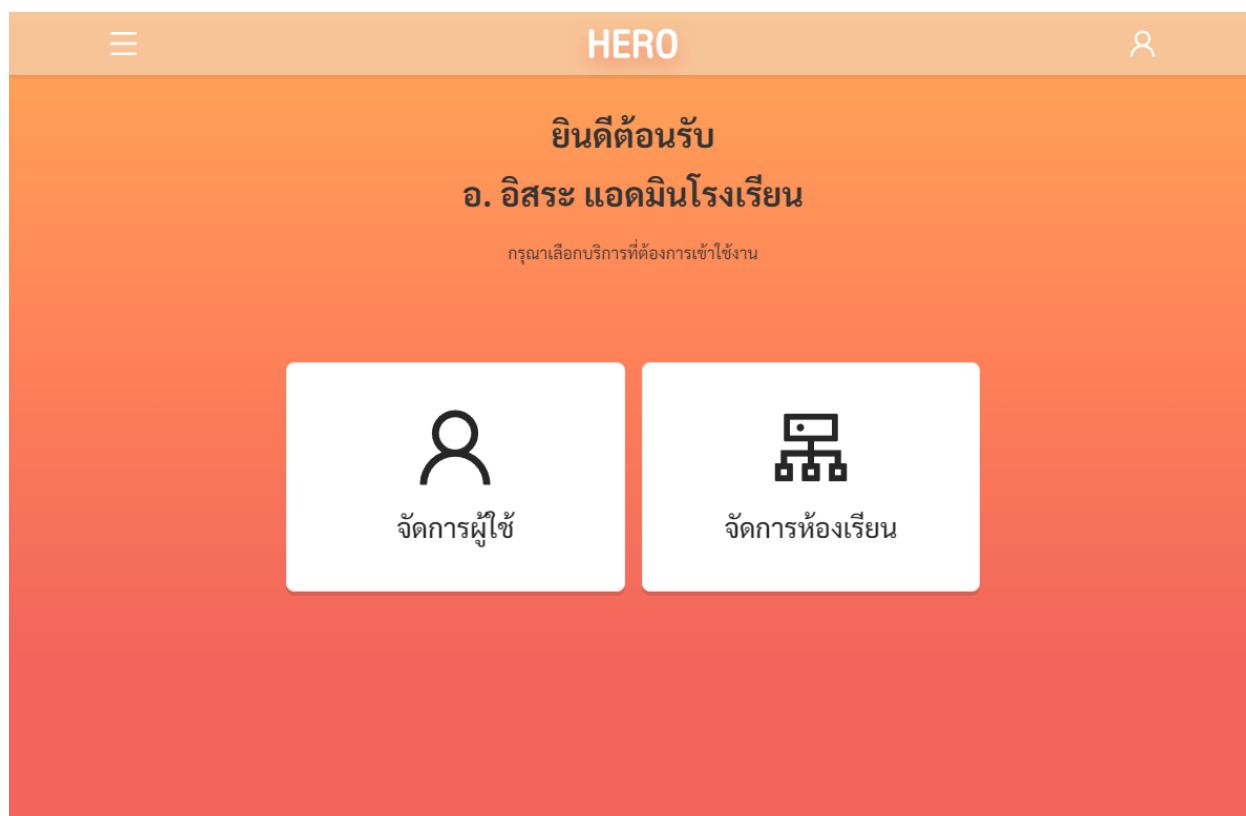 HERO
ยินดีต้อนรับ
อ. อิสระ แอดมินโรงเรียน
กรุณาเลือกบริการที่ต้องการเข้าใช้งาน
จัดการผู้ใช้
จัดการห้องเรียน